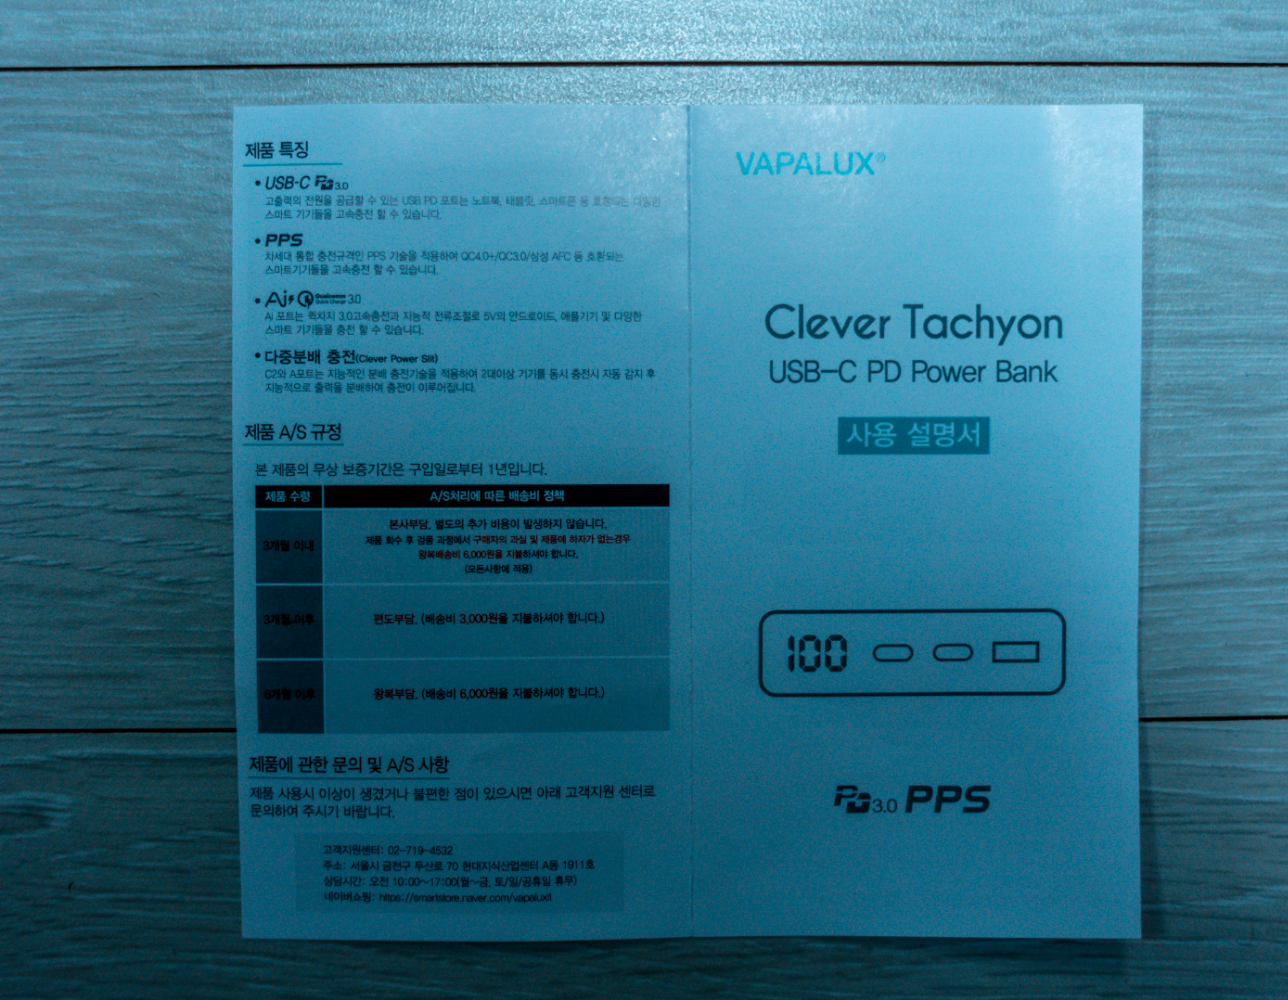 제품 특징
• USB-C PD 3.0
고출력의 전원을 공급할 수 있는 USB PD 포트는 노트북, 태블릿, 스마트폰 등 호환되는 다양한
스마트 기기들을 고속충전 할 수 있습니다.
• PPS
차세대 통합 충전규격인 PPS 기술을 적용하여 QC4.0+/QC3.0/삼성 AFC 등 호환되는
스마트기기들을 고속충전 할 수 있습니다.
• Ai Qualcomm Quick Charge 3.0
Ai 포트는 퀵차지 3.0고속충전과 지능적 전류조절로 5V의 안드로이드, 애플기기 및 다양한
스마트 기기들을 충전 할 수 있습니다.
• 다중분배 충전(Clever Power Slit)
C2와 A포트는 지능적인 분배 충전기술을 적용하여 2대이상 기기를 동시 충전시 자동 감지 후
지능적으로 출력을 분배하여 충전이 이루어집니다.
제품 A/S 규정
본 제품의 무상 보증기간은 구입일로부터 1년입니다.
제품 수령 A/S처리에 따른 배송비 정책
3개월 이내
본사부담. 별도의 추가 비용이 발생하지 않습니다.
제품 회수 후 검품 과정에서 구매자의 과실 및 제품에 하자가 없는경우
왕복배송비 6,000원을 지불하셔야 합니다.
(모든사항에 적용)
3개월 이후 편도부담. (배송비 3,000원을 지불하셔야 합니다.)
6개월 이후 왕복부담. (배송비 6,000원을 지불하셔야 합니다.)
제품에 관한 문의 및 A/S 사항
제품 사용시 이상이 생겼거나 불편한 점이 있으시면 아래 고객지원 센터로
문의하여 주시기 바랍니다.
고객지원센터: 02-719-4532
주소: 서울시 금천구 두산로 70 현대지식산업센터 A동 1911호
상담시간: 오전 10:00~17:00(월~금, 토/일/공휴일 휴무)
네이버쇼핑: https://smartstore.naver.com/vapaluxit
VAPALUX®
Clever Tachyon
USB-C PD Power Bank
사용 설명서
100
PD 3.0 PPS